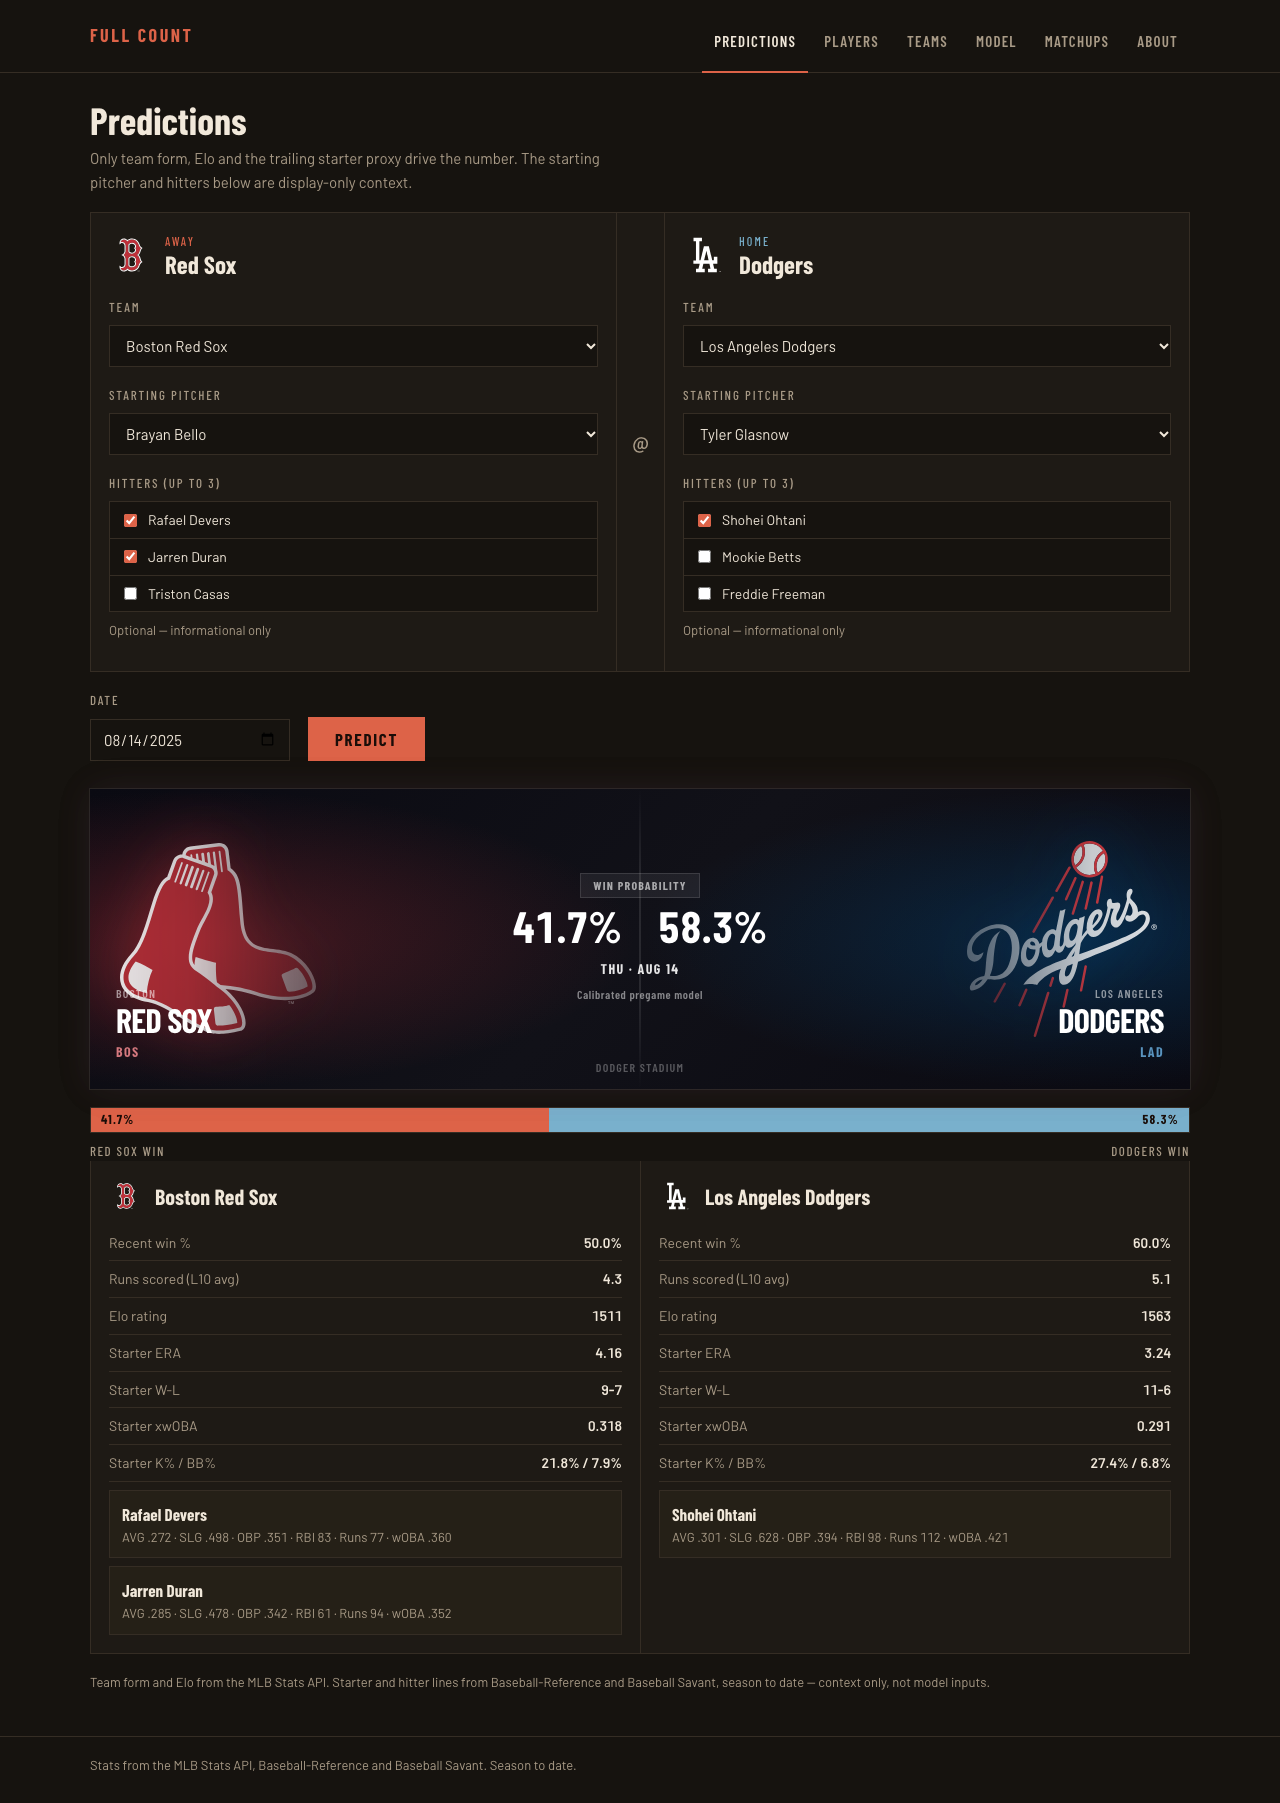 FULL COUNT
PREDICTIONS PLAYERS TEAMS MODEL MATCHUPS ABOUT
Predictions
Only team form, Elo and the trailing starter proxy drive the number. The starting
pitcher and hitters below are display-only context.
B
AWAY
Red Sox
TEAM
Boston Red Sox
STARTING PITCHER
Brayan Bello
HITTERS (UP TO 3)
Rafael Devers
Jarren Duran
Triston Casas
Optional — informational only
@
LA
HOME
Dodgers
TEAM
Los Angeles Dodgers
STARTING PITCHER
Tyler Glasnow
HITTERS (UP TO 3)
Shohei Ohtani
Mookie Betts
Freddie Freeman
Optional — informational only
DATE
08/14/2025
PREDICT
WIN PROBABILITY
41.7% 58.3%
THU · AUG 14
Calibrated pregame model
DODGER STADIUM
™
BOSTON
RED SOX
BOS
Dodgers ®
LOS ANGELES
DODGERS
LAD
41.7% 58.3%
RED SOX WIN DODGERS WIN
B
Boston Red Sox
Recent win % 50.0%
Runs scored (L10 avg) 4.3
Elo rating 1511
Starter ERA 4.16
Starter W-L 9-7
Starter xwOBA 0.318
Starter K% / BB% 21.8% / 7.9%
Rafael Devers
AVG .272 · SLG .498 · OBP .351 · RBI 83 · Runs 77 · wOBA .360
Jarren Duran
AVG .285 · SLG .478 · OBP .342 · RBI 61 · Runs 94 · wOBA .352
LA
Los Angeles Dodgers
Recent win % 60.0%
Runs scored (L10 avg) 5.1
Elo rating 1563
Starter ERA 3.24
Starter W-L 11-6
Starter xwOBA 0.291
Starter K% / BB% 27.4% / 6.8%
Shohei Ohtani
AVG .301 · SLG .628 · OBP .394 · RBI 98 · Runs 112 · wOBA .421
Team form and Elo from the MLB Stats API. Starter and hitter lines from Baseball-Reference and Baseball Savant, season to date — context only, not model inputs.
Stats from the MLB Stats API, Baseball-Reference and Baseball Savant. Season to date.